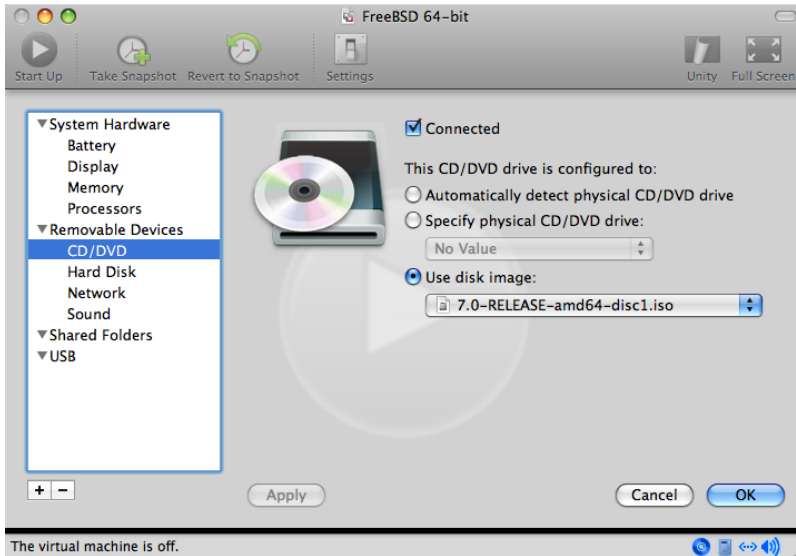 FreeBSD 64-bit
Start Up Take Snapshot Revert to Snapshot Settings Unity Full Screen
System Hardware
Battery
Display
Memory
Processors
Removable Devices
CD/DVD
Hard Disk
Network
Sound
Shared Folders
USB
Connected
This CD/DVD drive is configured to:
Automatically detect physical CD/DVD drive
Specify physical CD/DVD drive:
No Value
Use disk image:
7.0-RELEASE-amd64-disc1.iso
+ −
Apply Cancel OK
The virtual machine is off.